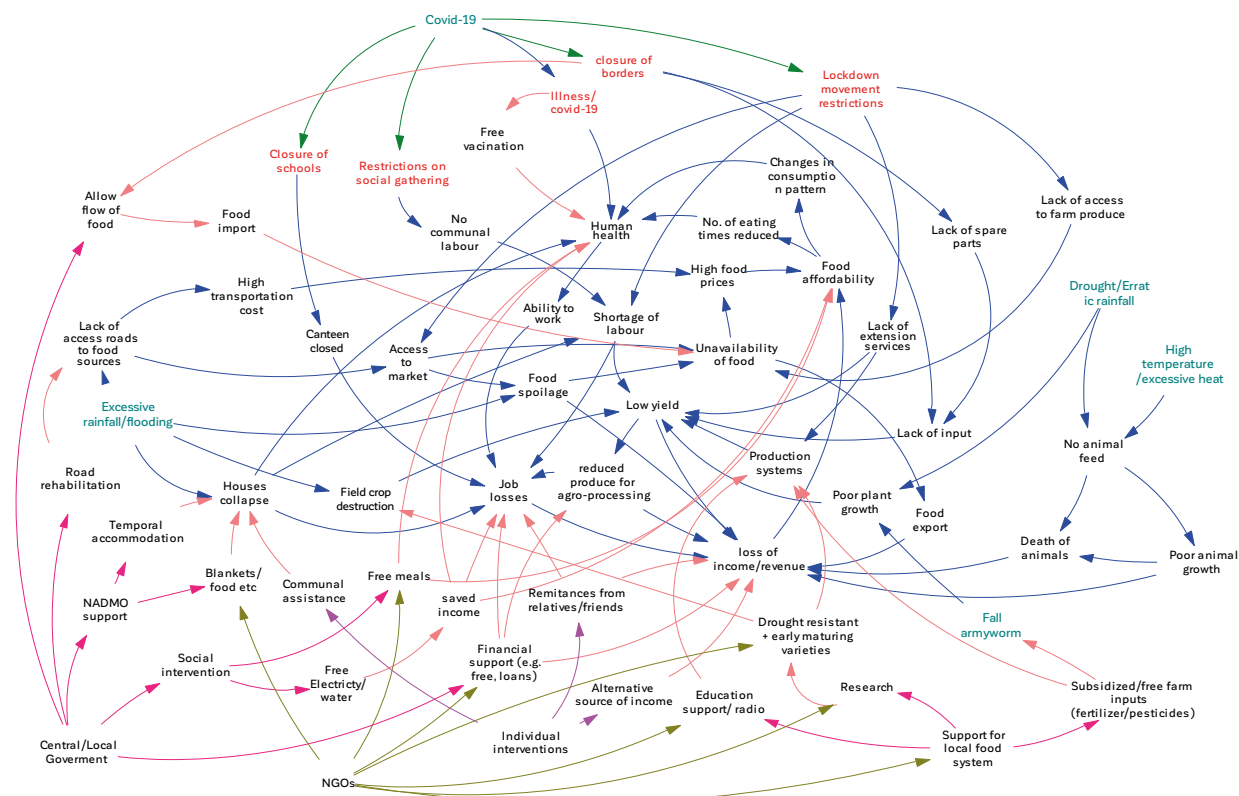 Covid-19
closure of
borders
Lockdown
movement
restrictions
Illness/
covid-19
Free
vacination
Closure of
schools
Restrictions on
social gathering
Changes in
consumptio
n pattern
Allow
flow of
food
Food
import
No
communal
labour
Human
health
No. of eating
times reduced
Lack of access
to farm produce
Lack of spare
parts
High
transportation
cost
High food
prices
Food
affordability
Drought/Errat
ic rainfall
Lack of
access roads
to food
sources
Canteen
closed
Ability to
work
Shortage of
labour
Lack of
extension
services
Access
to
market
Unavailability
of food
High
temperature
/excessive heat
Food
spoilage
Excessive
rainfall/flooding
Low yield
Lack of input
No animal
feed
Road
rehabilitation
Houses
collapse
Field crop
destruction
Job
losses
reduced
produce for
agro-processing
Production
systems
Poor plant
growth
Food
export
Temporal
accommodation
loss of
income/revenue
Death of
animals
Poor animal
growth
Blankets/
food etc
Communal
assistance
Free meals
saved
income
Remitances from
relatives/friends
NADMO
support
Drought resistant
+ early maturing
varieties
Fall
armyworm
Social
intervention
Free
Electricty/
water
Financial
support (e.g.
free, loans)
Alternative
source of income
Education
support/ radio
Research
Subsidized/free farm
inputs
(fertilizer/pesticides)
Central/Local
Goverment
Individual
interventions
Support for
local food
system
NGOs